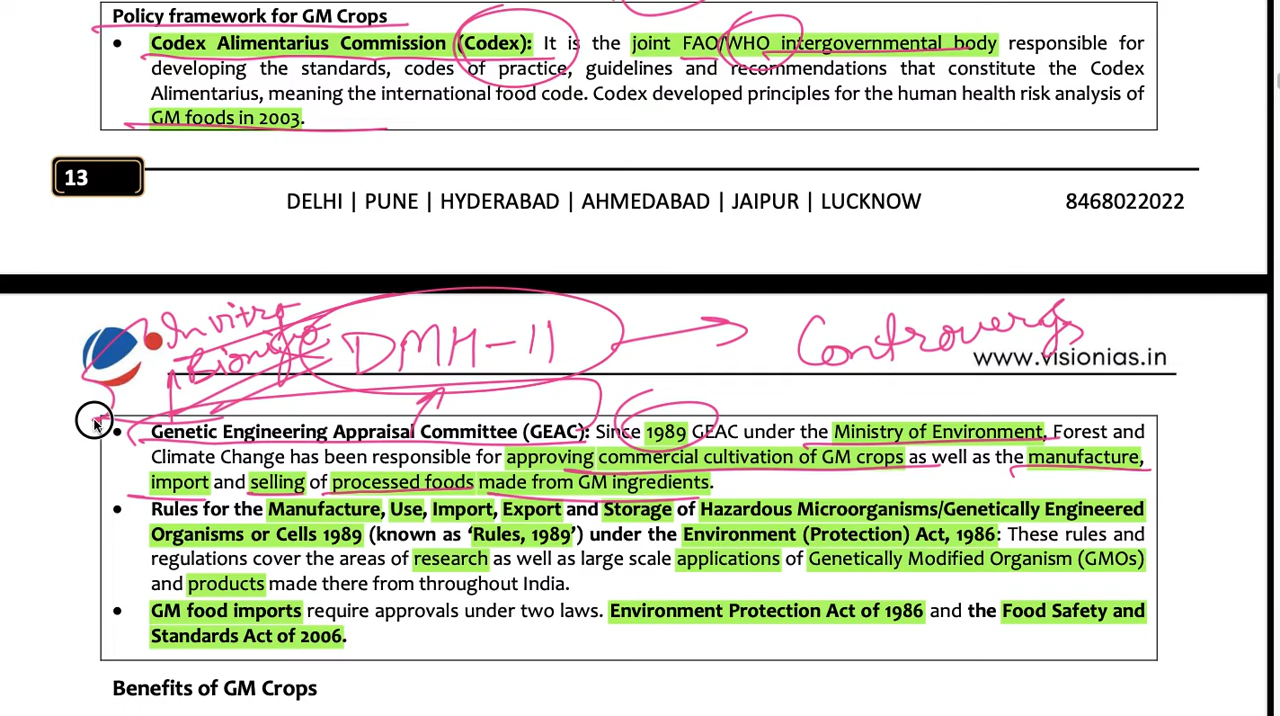 Policy framework for GM Crops
• Codex Alimentarius Commission (Codex): It is the joint FAO/WHO intergovernmental body responsible for
developing the standards, codes of practice, guidelines and recommendations that constitute the Codex
Alimentarius, meaning the international food code. Codex developed principles for the human health risk analysis of
GM foods in 2003.
13
DELHI | PUNE | HYDERABAD | AHMEDABAD | JAIPUR | LUCKNOW 8468022022
Invitro
DMH-11
www.visionias.in
• Genetic Engineering Appraisal Committee (GEAC): Since 1989 GEAC under the Ministry of Environment, Forest and
Climate Change has been responsible for approving commercial cultivation of GM crops as well as the manufacture,
import and selling of processed foods made from GM ingredients.
• Rules for the Manufacture, Use, Import, Export and Storage of Hazardous Microorganisms/Genetically Engineered
Organisms or Cells 1989 (known as ‘Rules, 1989’) under the Environment (Protection) Act, 1986: These rules and
regulations cover the areas of research as well as large scale applications of Genetically Modified Organism (GMOs)
and products made there from throughout India.
• GM food imports require approvals under two laws. Environment Protection Act of 1986 and the Food Safety and
Standards Act of 2006.
Benefits of GM Crops